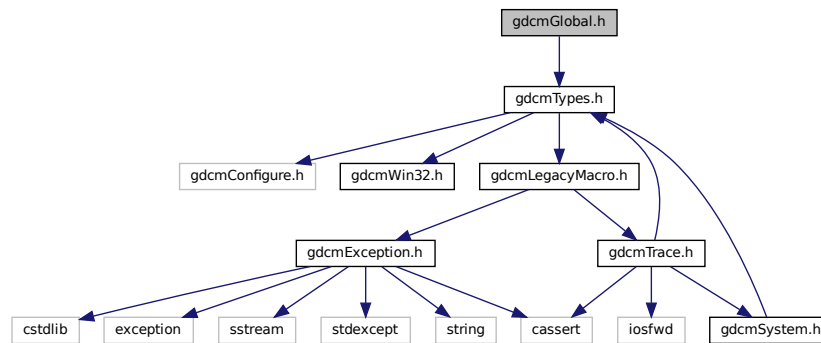 gdcmGlobal.h
gdcmTypes.h
gdcmConfigure.h
gdcmWin32.h
gdcmLegacyMacro.h
gdcmException.h
gdcmTrace.h
cstdlib
exception
sstream
stdexcept
string
cassert
iosfwd
gdcmSystem.h